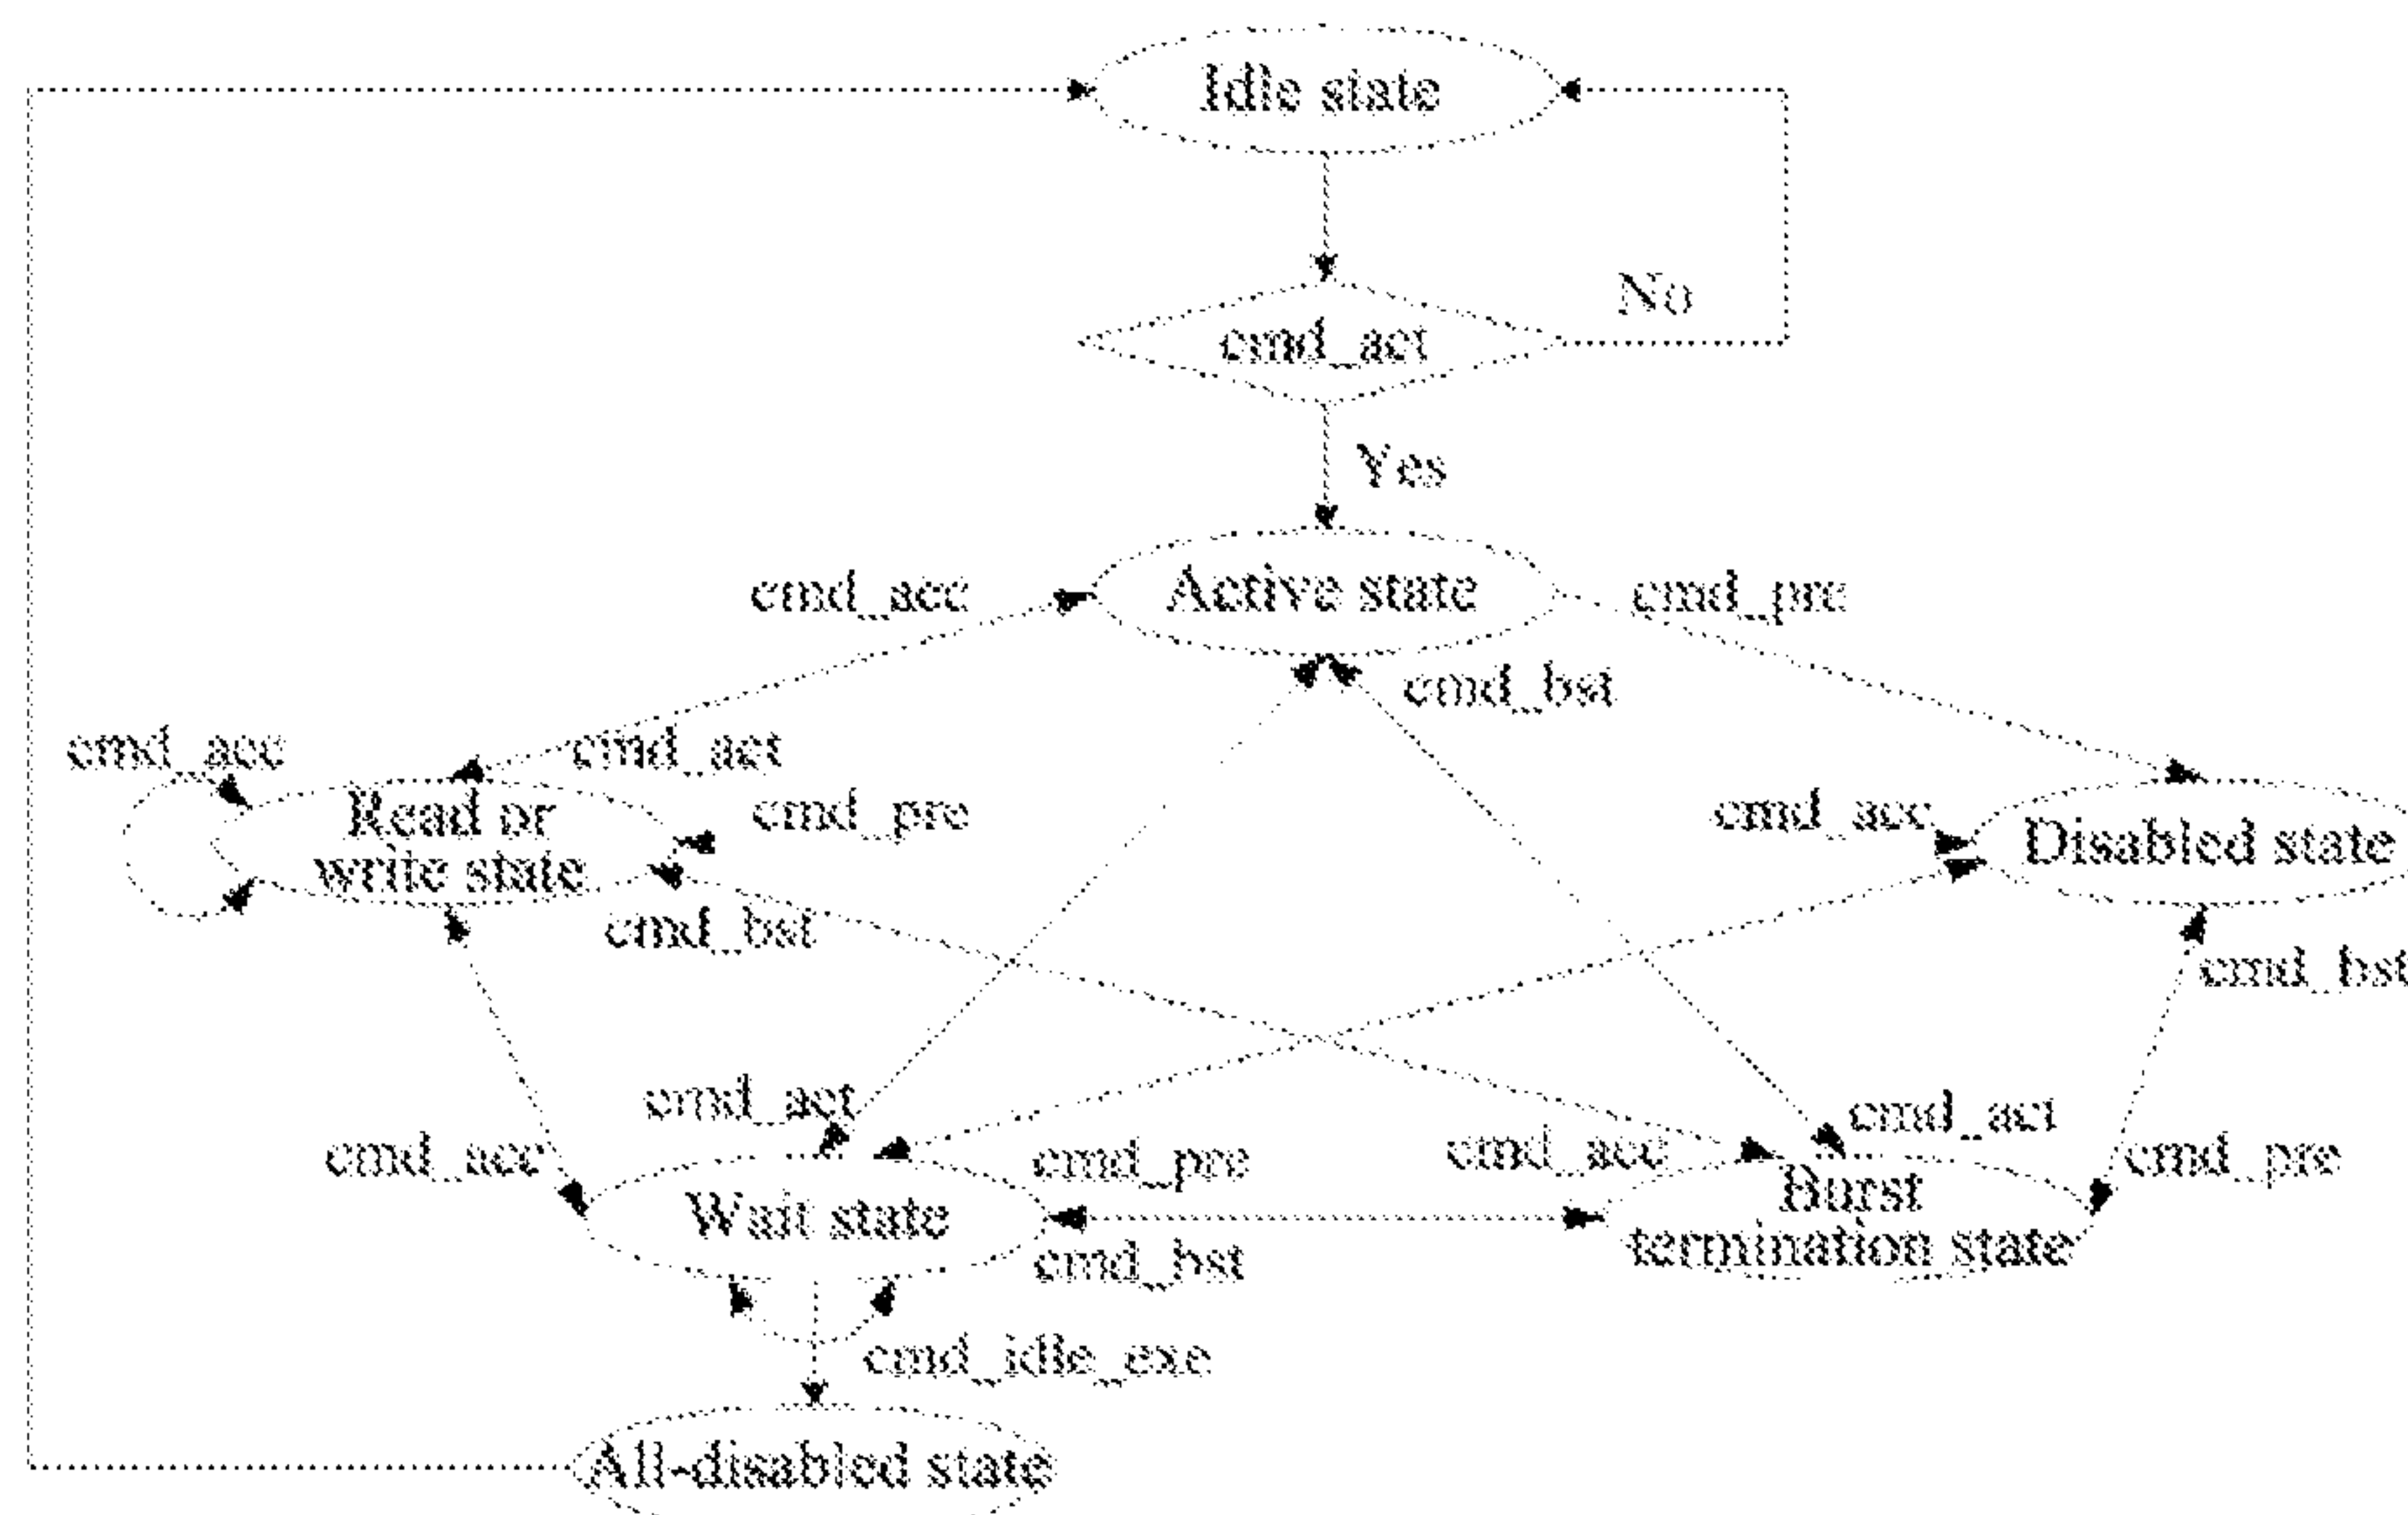 Idle state
cmd_act
No
Yes
cmd_acc
Active state
cmd_pre
cmd_bst
cmd_acc
cmd_act
Read or
write state
cmd_pre
cmd_acc
Disabled state
cmd_bst
cmd_bst
cmd_act
cmd_act
cmd_acc
cmd_pre
cmd_acc
cmd_pre
Wait state
Burst
termination state
cmd_bst
cmd_idle_exe
All-disabled state